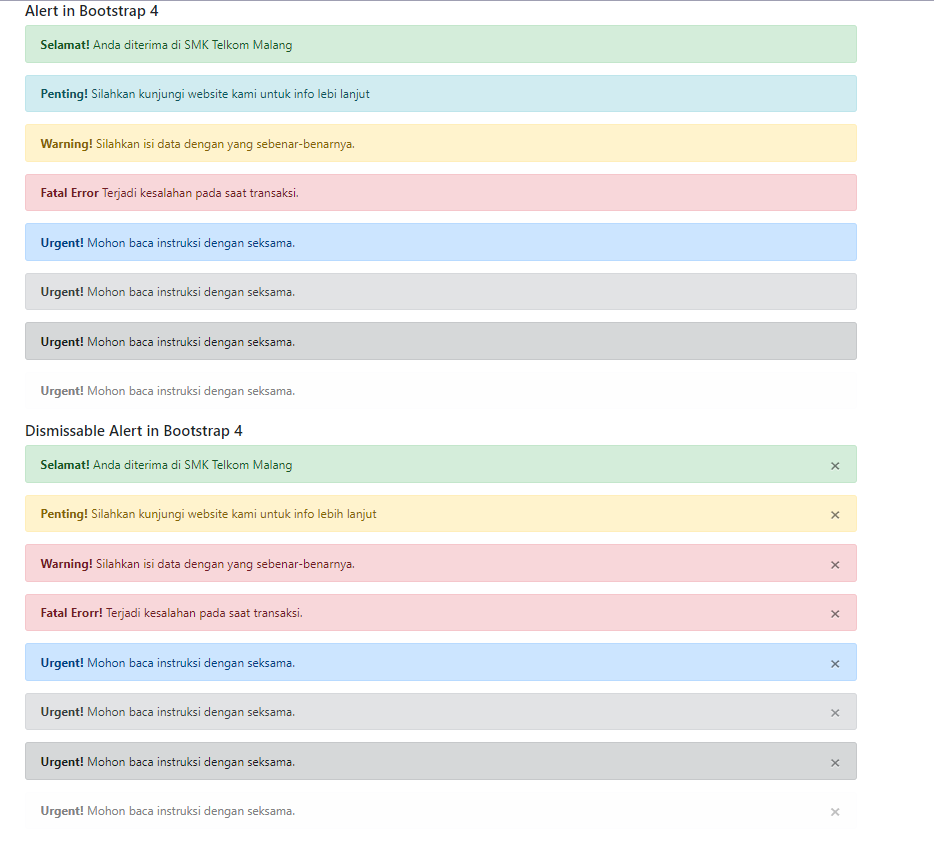 Alert in Bootstrap 4
Selamat! Anda diterima di SMK Telkom Malang
Penting! Silahkan kunjungi website kami untuk info lebi lanjut
Warning! Silahkan isi data dengan yang sebenar-benarnya.
Fatal Error Terjadi kesalahan pada saat transaksi.
Urgent! Mohon baca instruksi dengan seksama.
Urgent! Mohon baca instruksi dengan seksama.
Urgent! Mohon baca instruksi dengan seksama.
Urgent! Mohon baca instruksi dengan seksama.
Dismissable Alert in Bootstrap 4
Selamat! Anda diterima di SMK Telkom Malang ×
Penting! Silahkan kunjungi website kami untuk info lebih lanjut ×
Warning! Silahkan isi data dengan yang sebenar-benarnya. ×
Fatal Erorr! Terjadi kesalahan pada saat transaksi. ×
Urgent! Mohon baca instruksi dengan seksama. ×
Urgent! Mohon baca instruksi dengan seksama. ×
Urgent! Mohon baca instruksi dengan seksama. ×
Urgent! Mohon baca instruksi dengan seksama. ×